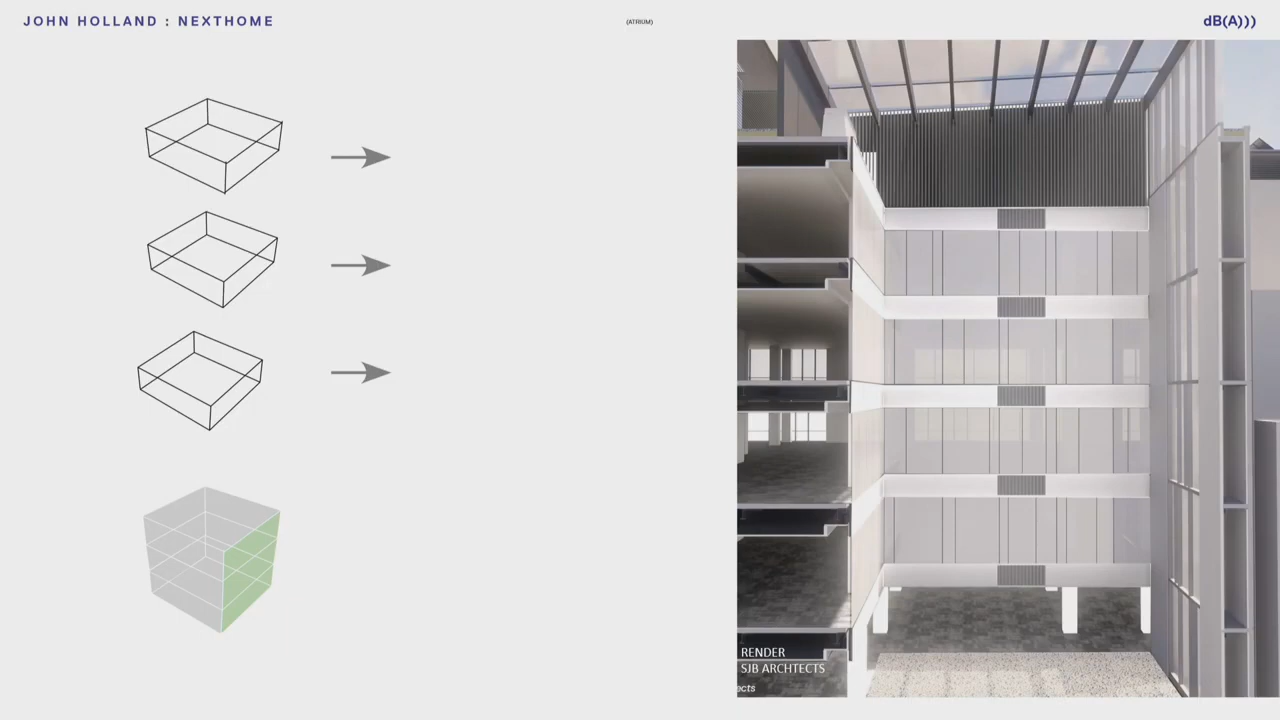 JOHN HOLLAND : NEXTHOME
(ATRIUM)
dB(A)))
RENDER
SJB ARCHITECTS
ects